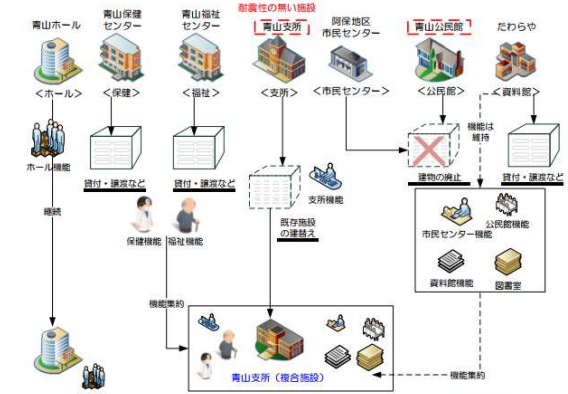 耐震性の無い施設
青山ホール
青山保健
センター
青山福祉
センター
青山支所
阿保地区
市民センター
青山公民館
たわらや
<ホール>
<保健>
<福祉>
<支所>
<市民センター>
<公民館>
<資料館>
機能は
維持
ホール機能
貸付・譲渡など
貸付・譲渡など
支所機能
建物の廃止
貸付・譲渡など
継続
既存施設
の建替え
保健機能
福祉機能
市民センター機能
公民館機能
資料館機能
図書室
機能集約
青山支所(複合施設)
機能集約